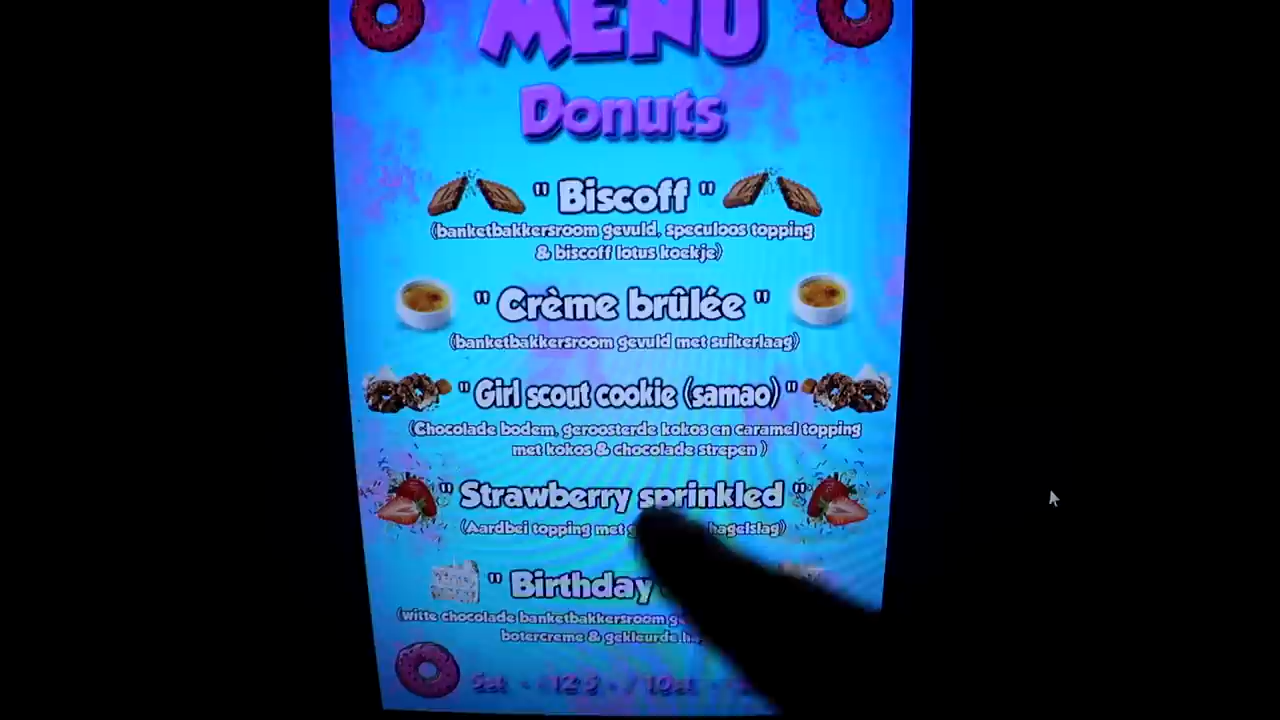 MENU
Donuts
" Biscoff "
(banketbakkersroom gevuld, speculoos topping
& biscoff lotus koekje)
" Crème brûlée "
(banketbakkersroom gevuld met suikerlaag)
" Girl scout cookie (samao) "
(Chocolade bodem, geroosterde kokos en caramel topping
met kokos & chocolade strepen )
" Strawberry sprinkled "
(Aardbei topping met hagelslag)
" Birthday
(witte chocolade banketbakkersroom
botercreme & gekleurde